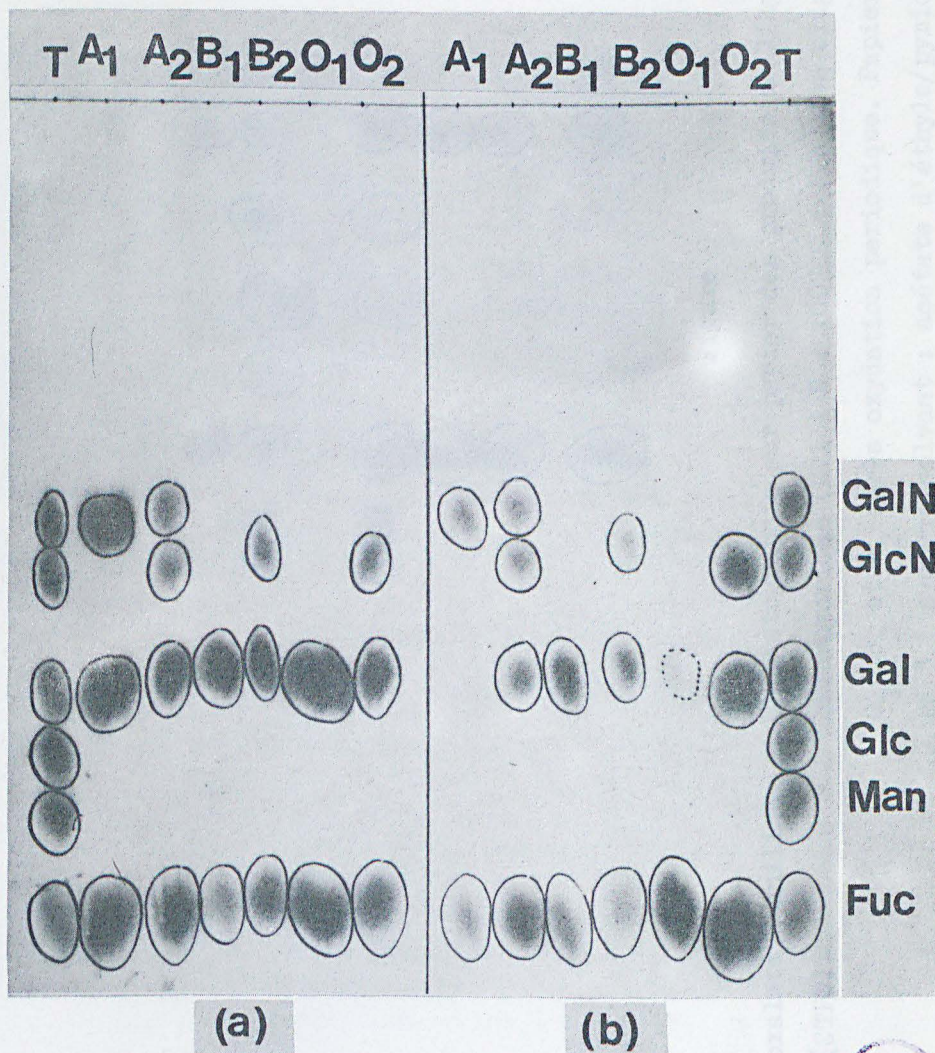 T A1 A2 B1 B2 O1 O2 A1 A2 B1 B2 O1 O2 T
GalN
GlcN
Gal
Glc
Man
Fuc
(a) (b)